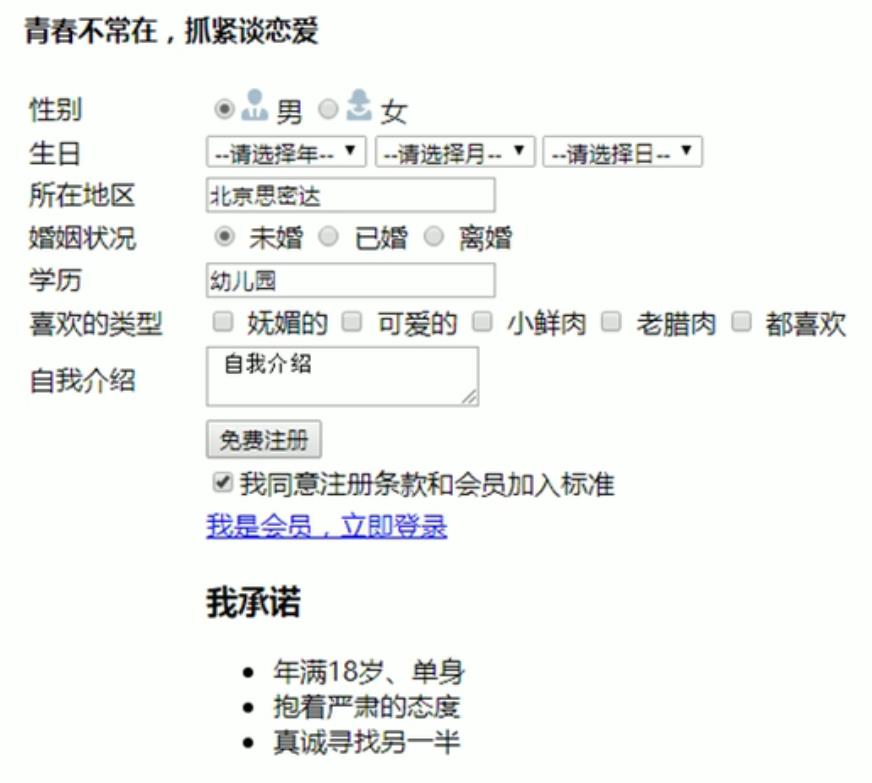 青春不常在，抓紧谈恋爱
性别 男 女
生日 --请选择年-- --请选择月-- --请选择日--
所在地区 北京思密达
婚姻状况 未婚 已婚 离婚
学历 幼儿园
喜欢的类型 妩媚的 可爱的 小鲜肉 老腊肉 都喜欢
自我介绍 自我介绍
免费注册
我同意注册条款和会员加入标准
我是会员，立即登录
我承诺
年满18岁、单身
抱着严肃的态度
真诚寻找另一半